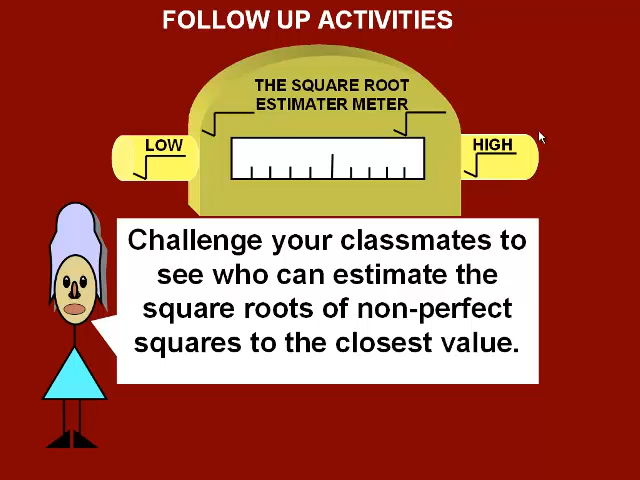 FOLLOW UP ACTIVITIES
THE SQUARE ROOT
ESTIMATER METER
LOW
HIGH
Challenge your classmates to
see who can estimate the
square roots of non-perfect
squares to the closest value.